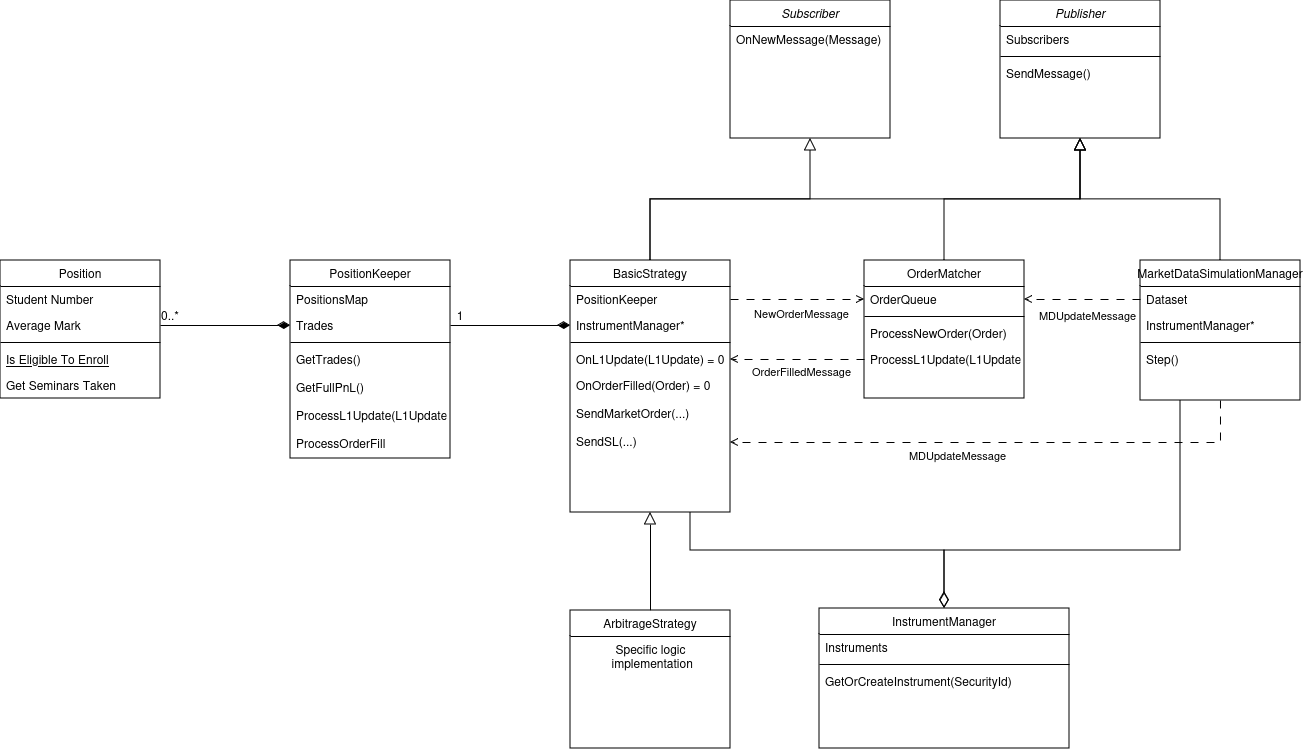 Subscriber
OnNewMessage(Message)
Publisher
Subscribers
SendMessage()
Position
Student Number
Average Mark
Is Eligible To Enroll
Get Seminars Taken
0..*
PositionKeeper
PositionsMap
Trades
GetTrades()
GetFullPnL()
ProcessL1Update(L1Update
ProcessOrderFill
1
BasicStrategy
PositionKeeper
InstrumentManager*
OnL1Update(L1Update) = 0
OnOrderFilled(Order) = 0
SendMarketOrder(...)
SendSL(...)
NewOrderMessage
OrderFilledMessage
OrderMatcher
OrderQueue
ProcessNewOrder(Order)
ProcessL1Update(L1Update
MDUpdateMessage
MarketDataSimulationManager
Dataset
InstrumentManager*
Step()
MDUpdateMessage
ArbitrageStrategy
Specific logic
implementation
InstrumentManager
Instruments
GetOrCreateInstrument(SecurityId)